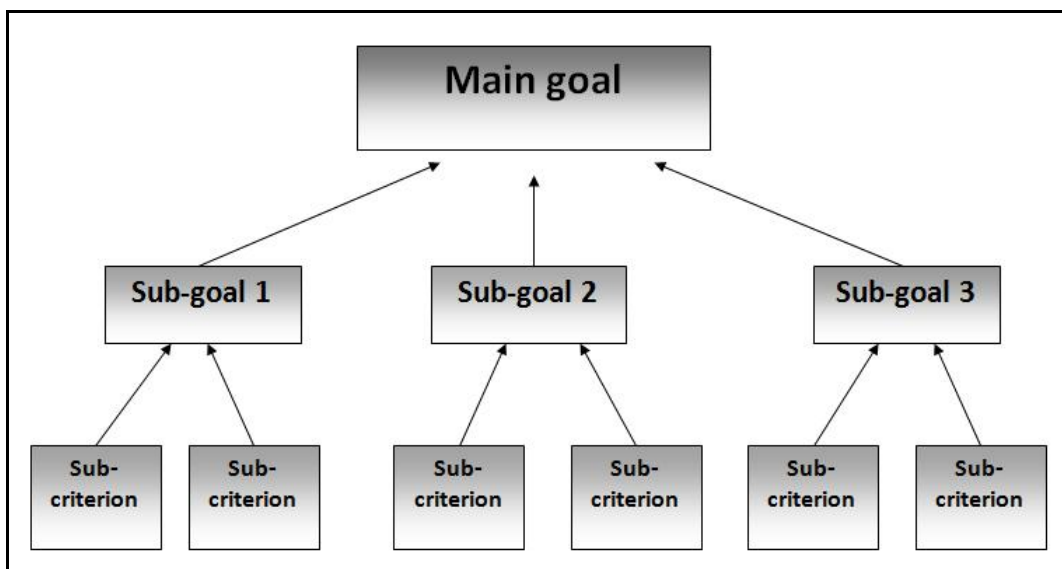 Main goal
Sub-goal 1
Sub-goal 2
Sub-goal 3
Sub-
criterion
Sub-
criterion
Sub-
criterion
Sub-
criterion
Sub-
criterion
Sub-
criterion